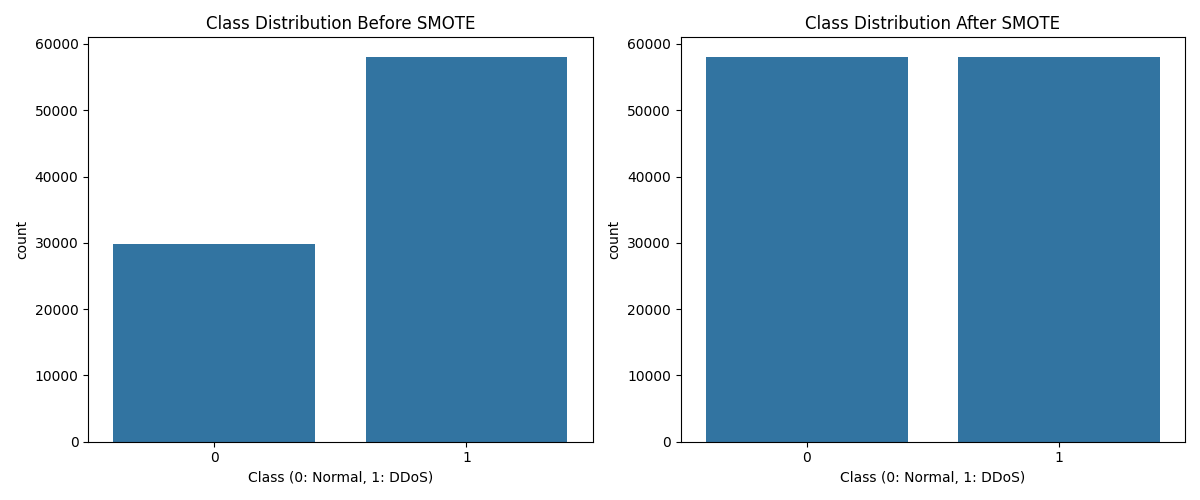 Class Distribution Before SMOTE
60000
50000
40000
30000
20000
10000
0
count
0 1
Class (0: Normal, 1: DDoS)
Class Distribution After SMOTE
60000
50000
40000
30000
20000
10000
0
count
0 1
Class (0: Normal, 1: DDoS)